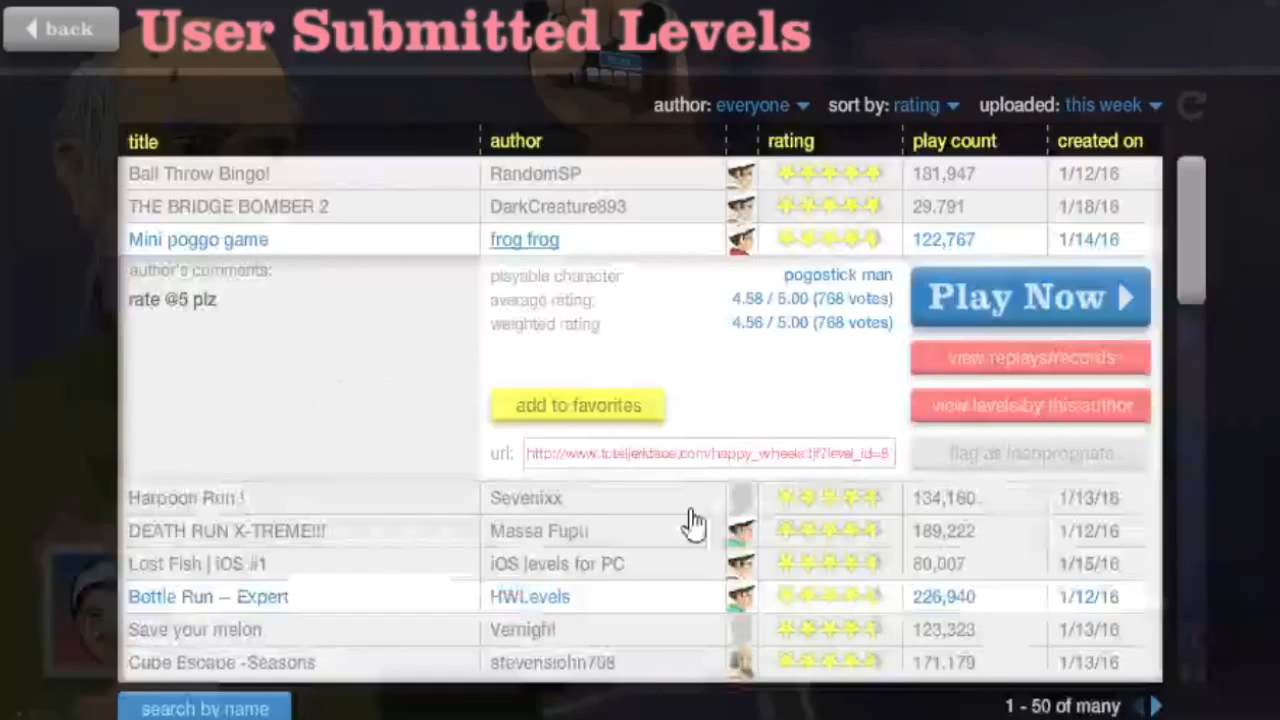 back
User Submitted Levels
author: everyone sort by: rating uploaded: this week
title author rating play count created on
Ball Throw Bingo! RandomSP 181,947 1/12/16
THE BRIDGE BOMBER 2 DarkCreature893 29,791 1/18/16
Mini poggo game frog frog 122,767 1/14/16
author's comments:
rate @5 plz
playable character pogostick man
average rating: 4.58 / 5.00 (768 votes)
weighted rating 4.56 / 5.00 (768 votes)
Play Now
view replays/records
add to favorites
view levels by this author
url: http://www.totaljerkface.com/happy_wheels.tjf?level_id=8
flag as inappropriate
Harpoon Run ! Sevenixx 134,160 1/13/16
DEATH RUN X-TREME!!! Massa Fupu 189,222 1/12/16
Lost Fish | iOS #1 iOS levels for PC 80,007 1/15/16
Bottle Run – Expert HWLevels 226,940 1/12/16
Save your melon Vernight 123,323 1/13/16
Cube Escape -Seasons stevensjohn708 171,179 1/13/16
search by name
1 - 50 of many